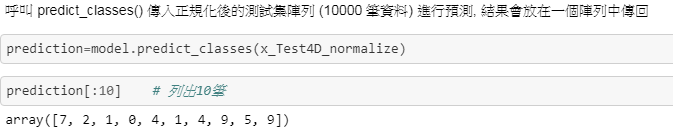 呼叫 predict_classes() 傳入正規化後的測試集陣列 (10000 筆資料) 進行預測, 結果會放在一個陣列中傳回
prediction=model.predict_classes(x_Test4D_normalize)
prediction[:10]    # 列出10筆
array([7, 2, 1, 0, 4, 1, 4, 9, 5, 9])